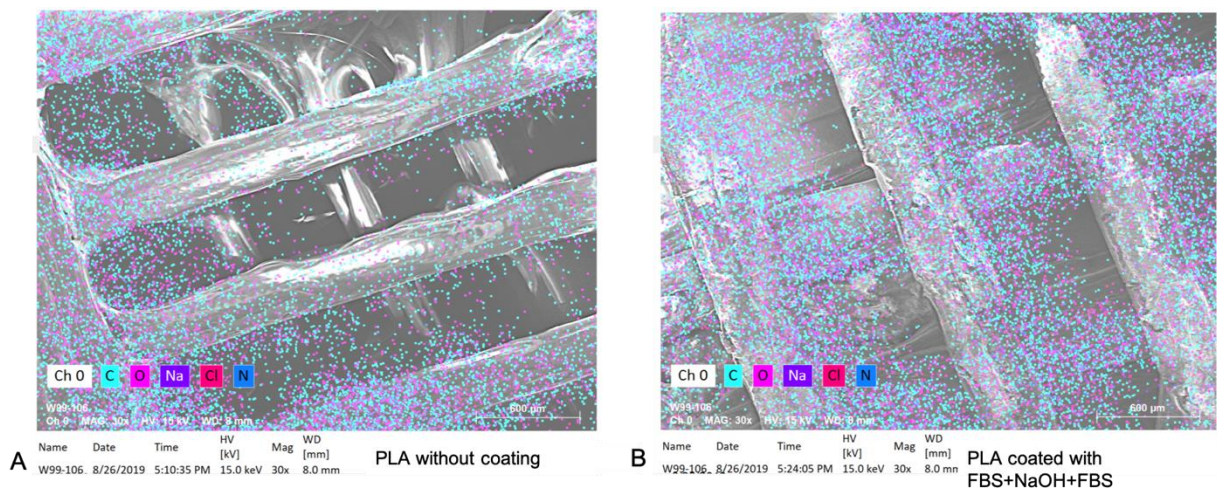 Ch 0 C O Na Cl N
W99-106
Ch 0 MAG: 30x HV: 15 kV WD: 8 mm
600 µm
Name Date Time HV [kV] Mag WD [mm]
W99-106 8/26/2019 5:10:35 PM 15.0 keV 30x 8.0 mm
A
PLA without coating
Ch 0 C O Na Cl N
W99-106
Ch 0 MAG: 30x HV: 15 kV WD: 8 mm
600 µm
Name Date Time HV [kV] Mag WD [mm]
W99-106 8/26/2019 5:24:05 PM 15.0 keV 30x 8.0 mm
B
PLA coated with
FBS+NaOH+FBS